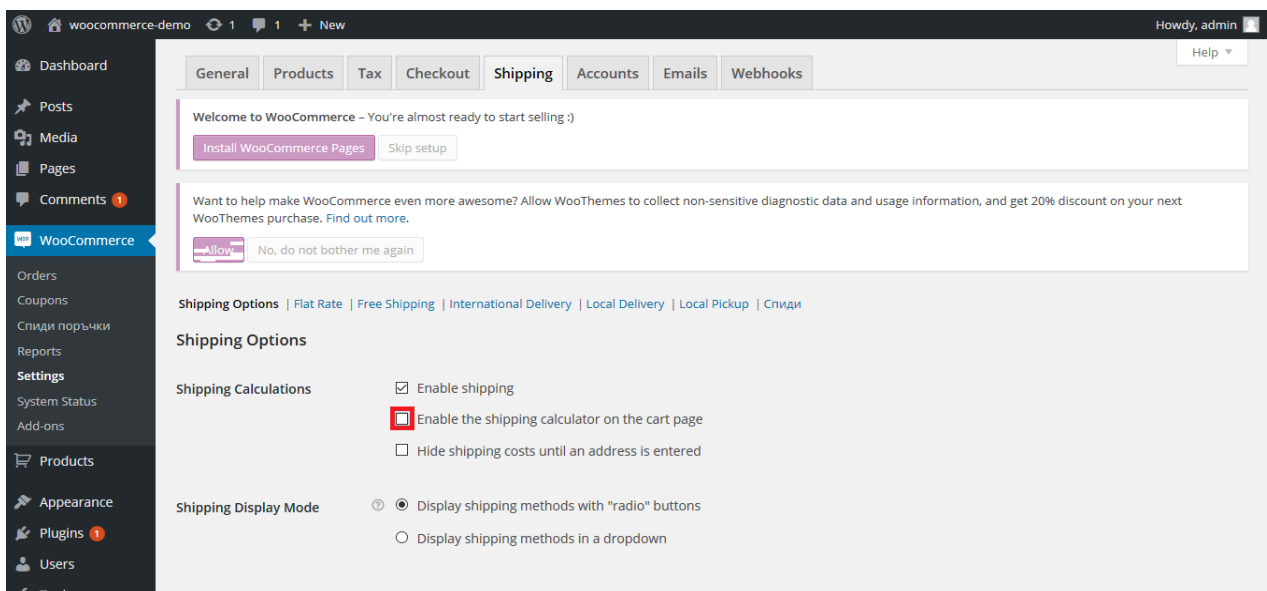 woocommerce-demo 1 1 + New Howdy, admin
Help
Dashboard
Posts
Media
Pages
Comments 1
WooCommerce
Orders
Coupons
Спиди поръчки
Reports
Settings
System Status
Add-ons
Products
Appearance
Plugins 1
Users
General Products Tax Checkout Shipping Accounts Emails Webhooks
Welcome to WooCommerce – You're almost ready to start selling :)
Install WooCommerce Pages Skip setup
Want to help make WooCommerce even more awesome? Allow WooThemes to collect non-sensitive diagnostic data and usage information, and get 20% discount on your next
WooThemes purchase. Find out more.
Allow No, do not bother me again
Shipping Options | Flat Rate | Free Shipping | International Delivery | Local Delivery | Local Pickup | Спиди
Shipping Options
Shipping Calculations Enable shipping
Enable the shipping calculator on the cart page
Hide shipping costs until an address is entered
Shipping Display Mode Display shipping methods with "radio" buttons
Display shipping methods in a dropdown